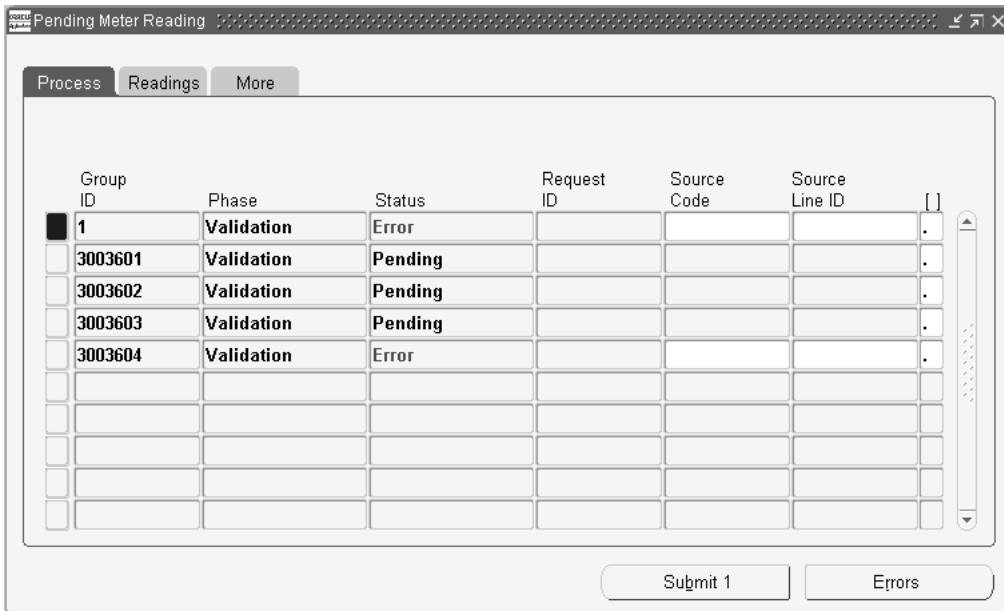 Pending Meter Reading
Process Readings More
Group Request Source Source
ID Phase Status ID Code Line ID [ ]
1 Validation Error .
3003601 Validation Pending .
3003602 Validation Pending .
3003603 Validation Pending .
3003604 Validation Error .
Submit 1 Errors